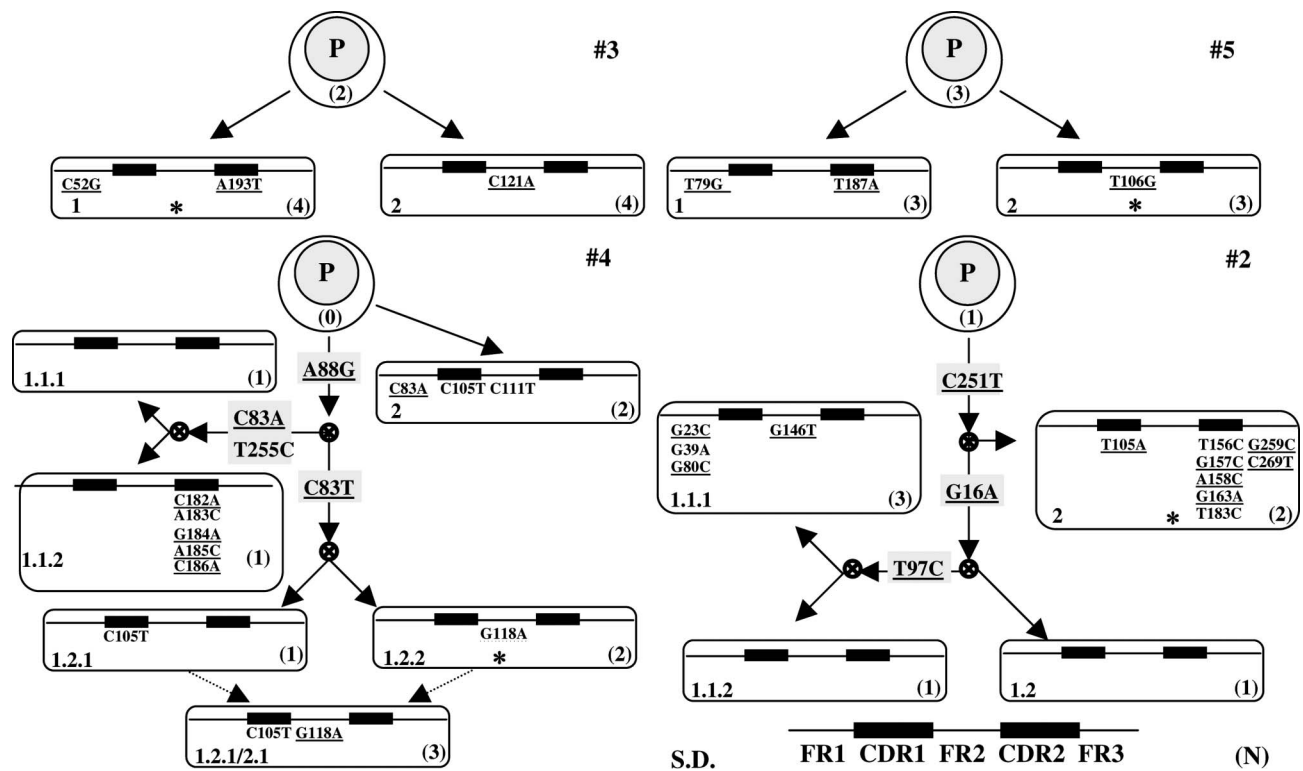 #3
P
(2)
C52G
A193T
1
*
(4)
C121A
2
(4)
#5
P
(3)
T79G
T187A
1
(3)
T106G
2
*
(3)
#4
P
(0)
A88G
1.1.1
(1)
C83A
T255C
C83A
C105T
C111T
2
(2)
C83T
C182A
A183C
G184A
A185C
C186A
1.1.2
(1)
C105T
1.2.1
(1)
G118A
1.2.2
*
(2)
C105T
G118A
1.2.1/2.1
(3)
#2
P
(1)
C251T
G23C
G39A
G80C
G146T
1.1.1
(3)
G16A
T105A
T156C
G259C
G157C
C269T
A158C
G163A
T183C
2
*
(2)
T97C
1.1.2
(1)
1.2
(1)
S.D.
FR1 CDR1 FR2 CDR2 FR3
(N)